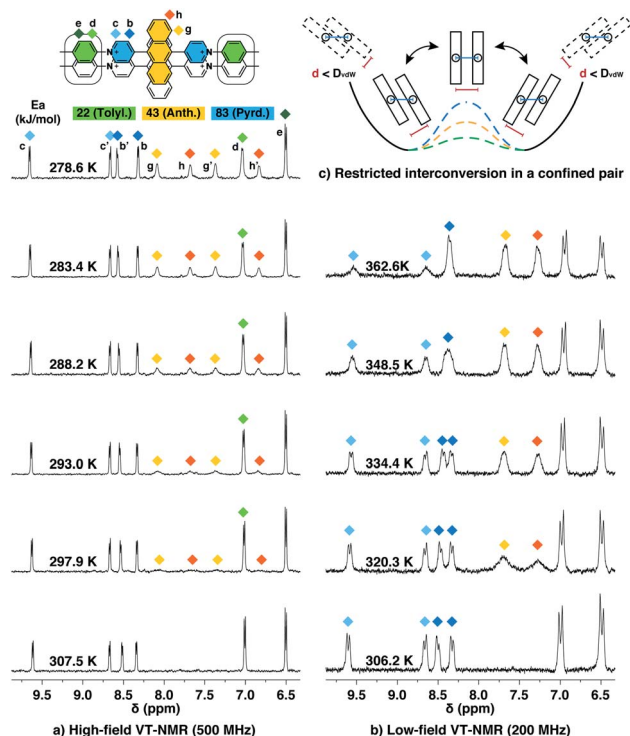 e d c b h
g
N + + N
N + + N
Ea
(kJ/mol)
22 (Tolyl.) 43 (Anth.) 83 (Pyrd.)
d < DvdW d < DvdW
c) Restricted interconversion in a confined pair
c c' b' b g h g' d h' e
278.6 K
283.4 K
288.2 K
293.0 K
297.9 K
307.5 K
9.5 9.0 8.5 8.0 7.5 7.0 6.5
δ (ppm)
a) High-field VT-NMR (500 MHz)
362.6K
348.5 K
334.4 K
320.3 K
306.2 K
9.5 9.0 8.5 8.0 7.5 7.0 6.5
δ (ppm)
b) Low-field VT-NMR (200 MHz)